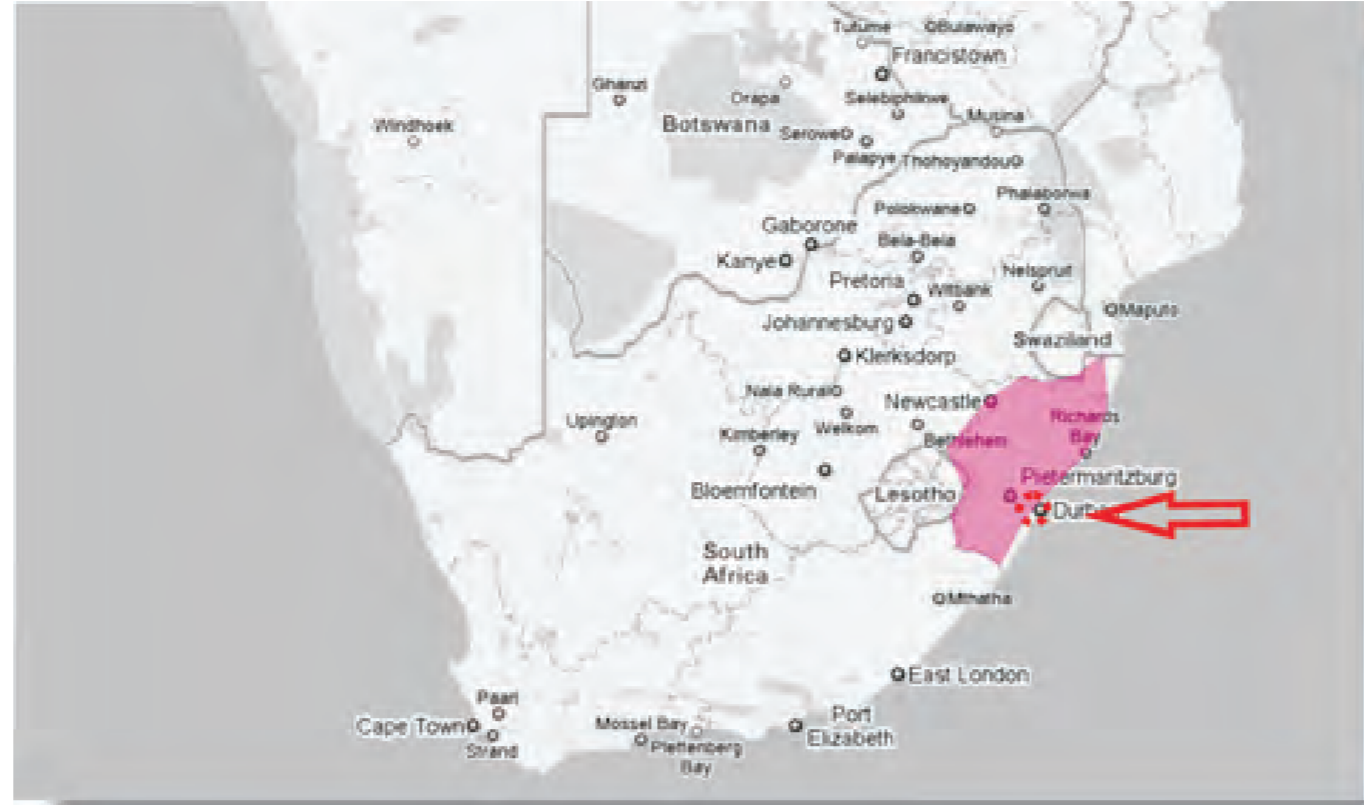 Tutume
Bulawayo
Francistown
Ghanzi
Orapa
Selebiphikwe
Windhoek
Botswana
Serowe
Musina
Palapye
Thohoyandou
Phalaborwa
Polokwane
Gaborone
Bela-Bela
Kanye
Pretoria
Witbank
Nelspruit
Maputo
Johannesburg
Swaziland
Klerksdorp
Nala Rural
Newcastle
Upington
Kimberley
Welkom
Bethlehem
Richards
Bay
Bloemfontein
Lesotho
Pietermaritzburg
South
Africa
Mthatha
East London
Paarl
Cape Town
Strand
Mossel Bay
Plettenberg
Bay
Port
Elizabeth